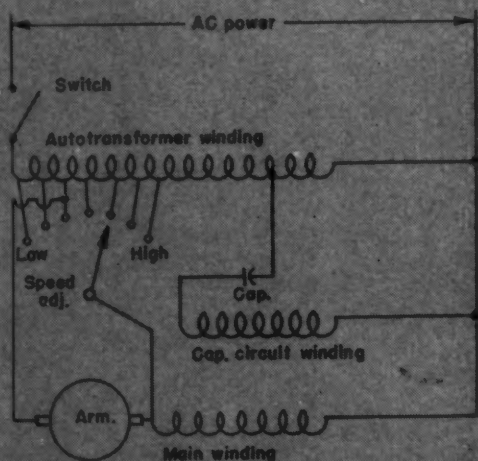 AC power
Switch
Autotransformer winding
Low
High
Speed
adj.
Cap.
Cap. circuit winding
Arm.
Main winding